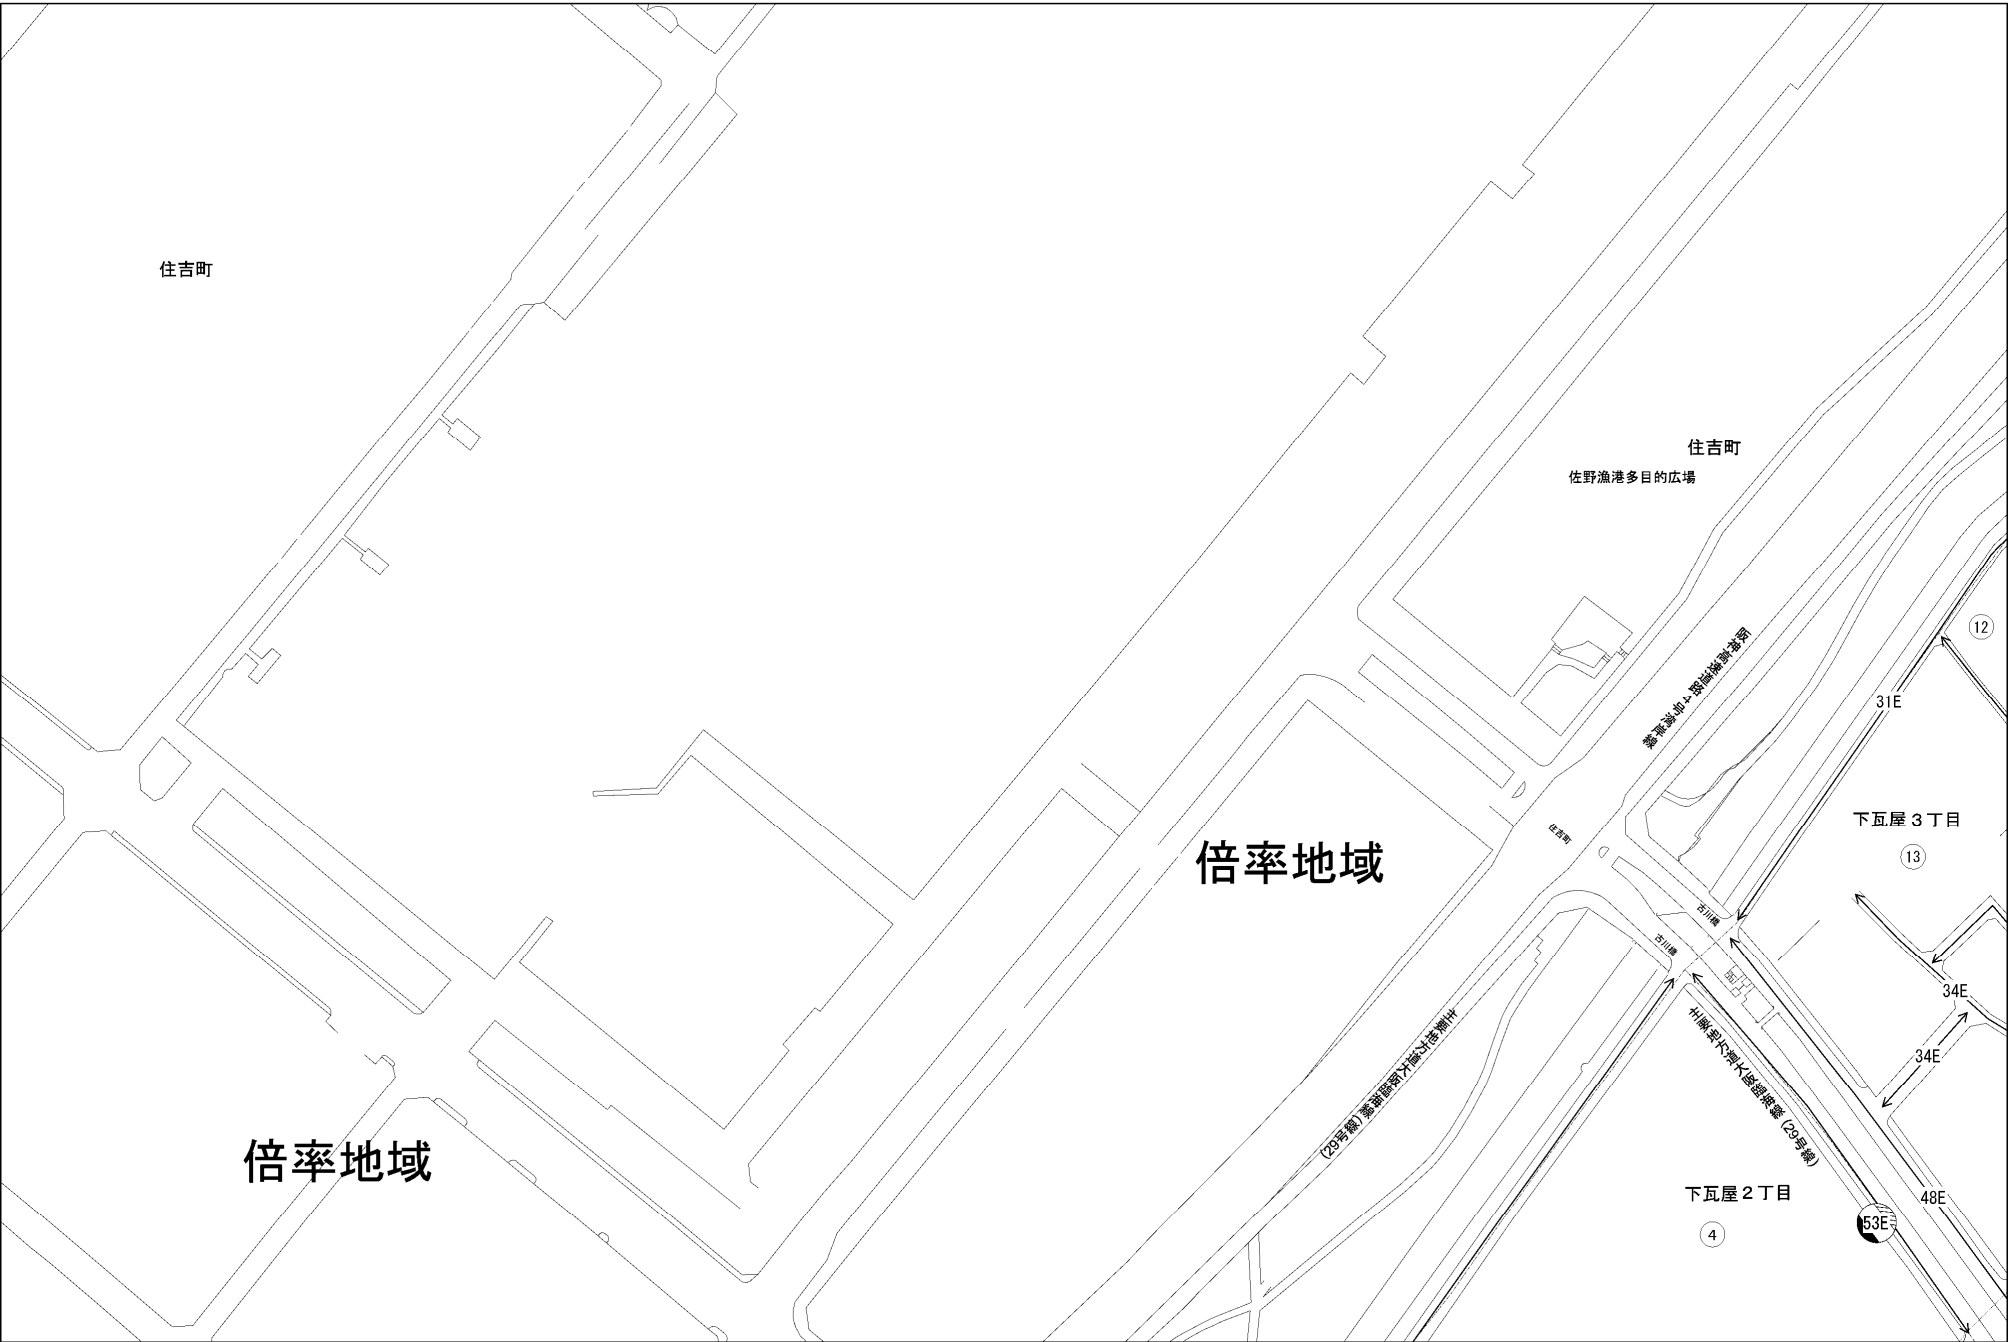 住吉町
住吉町
佐野漁港多目的広場
12
阪神高速道路4号湾岸線
31E
下瓦屋3丁目
13
住吉町
倍率地域
古川橋
古川橋
34E
主要地方道大阪臨海線(29号線)
主要地方道大阪臨海線(29号線)
34E
倍率地域
下瓦屋2丁目
48E
53E
4